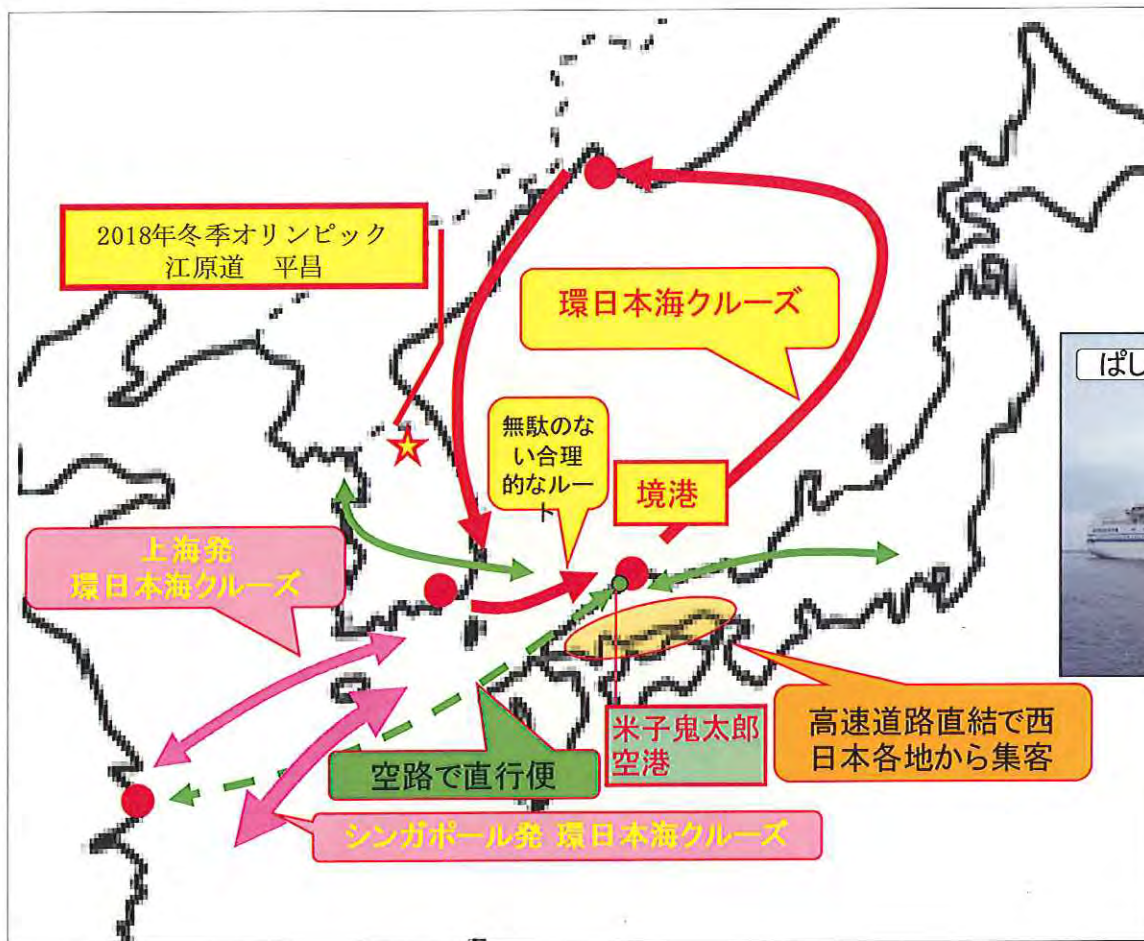 2018年冬季オリンピック
江原道　平昌
環日本海クルーズ
ぱし
無駄のな
い合理
的なルー
ト
境港
上海発
環日本海クルーズ
米子鬼太郎
空港
高速道路直結で西
日本各地から集客
空路で直行便
シンガポール発 環日本海クルーズ